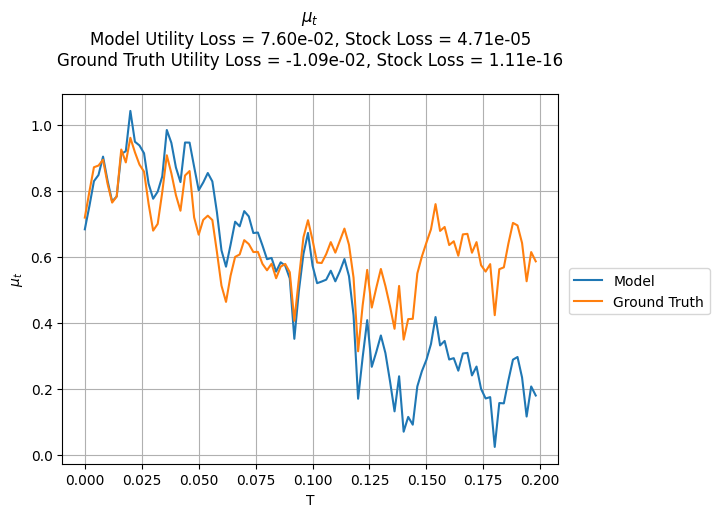 μt
Model Utility Loss = 7.60e-02, Stock Loss = 4.71e-05
Ground Truth Utility Loss = -1.09e-02, Stock Loss = 1.11e-16
1.0
0.8
0.6
0.4
0.2
0.0
μt
0.000
0.025
0.050
0.075
0.100
0.125
0.150
0.175
0.200
T
Model
Ground Truth